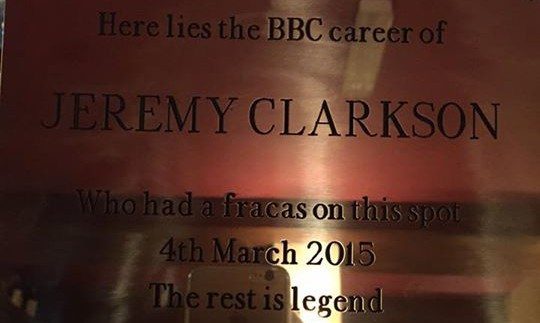 Here lies the BBC career of
JEREMY CLARKSON
Who had a fracas on this spot
4th March 2015
The rest is legend